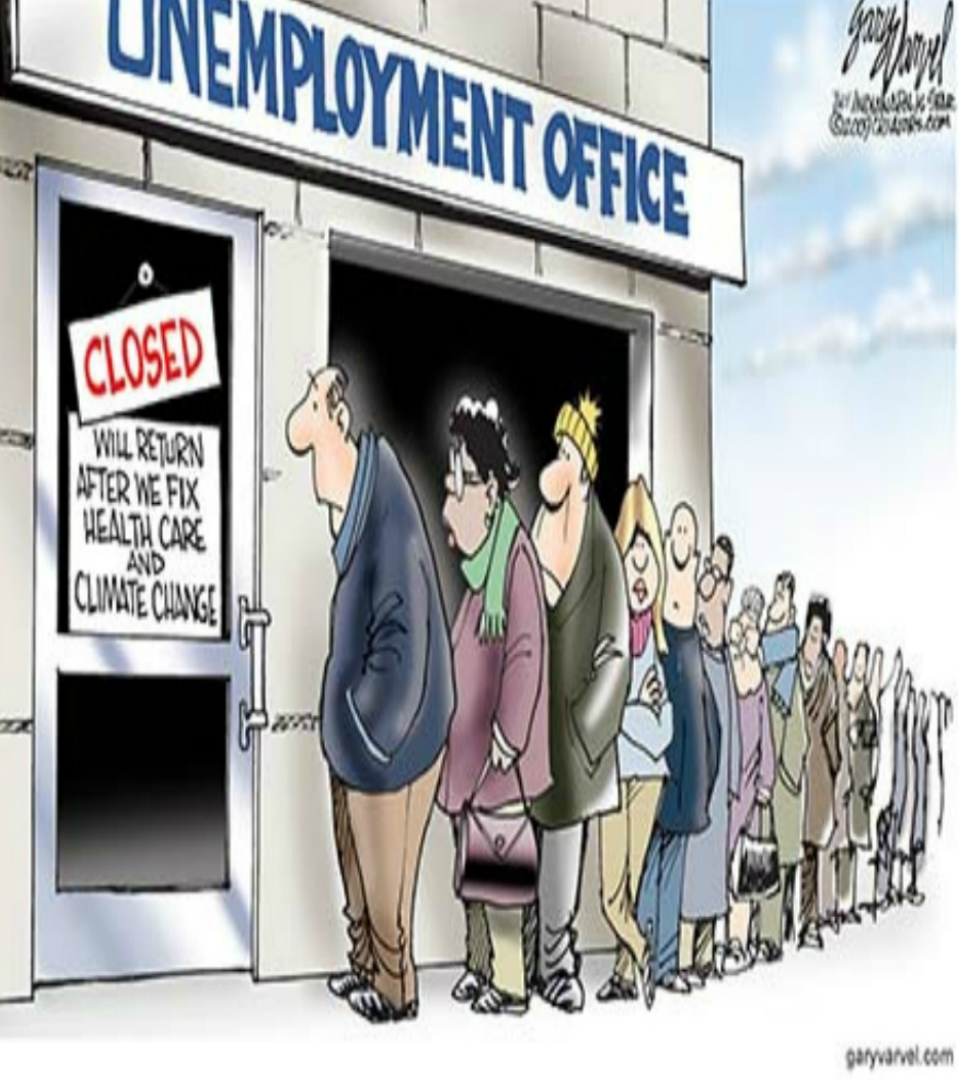 UNEMPLOYMENT OFFICE
Gary Varvel
CLOSED
WILL RETURN
AFTER WE FIX
HEALTH CARE
AND
CLIMATE CHANGE
garyvarvel.com